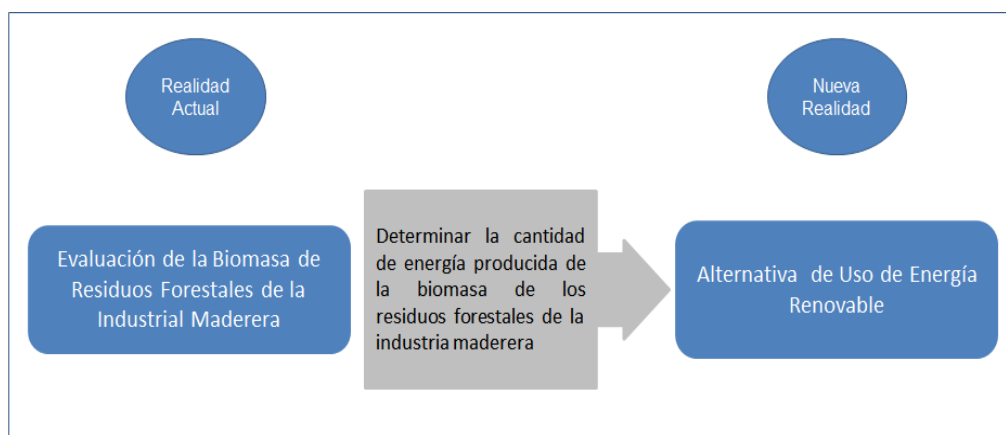 Realidad
Actual
Nueva
Realidad
Evaluación de la Biomasa de
Residuos Forestales de la
Industrial Maderera
Determinar la cantidad
de energía producida de
la biomasa de los
residuos forestales de la
industria maderera
Alternativa de Uso de Energía
Renovable